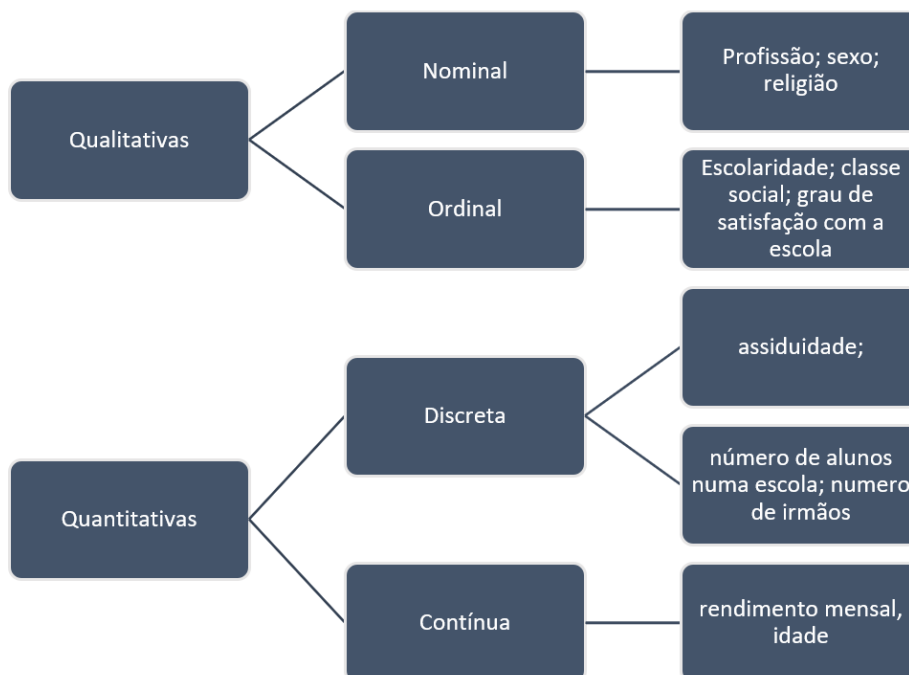 Qualitativas
Nominal
Profissão; sexo;
religião
Ordinal
Escolaridade; classe
social; grau de
satisfação com a
escola
Quantitativas
Discreta
assiduidade;
número de alunos
numa escola; numero
de irmãos
Contínua
rendimento mensal,
idade